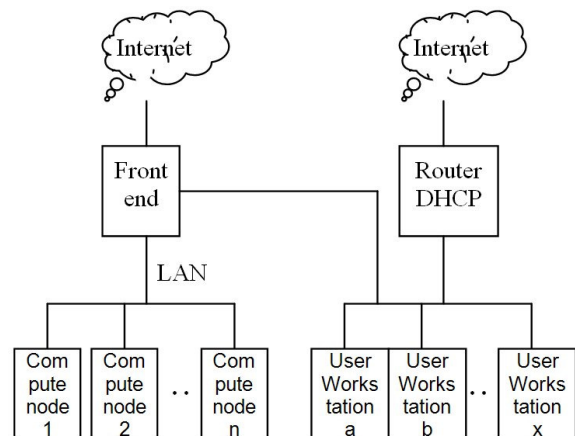 Internet
Internet
Front
end
Router
DHCP
LAN
Com
pute
node
1
Com
pute
node
2
. .
Com
pute
node
n
User
Works
tation
a
User
Works
tation
b
. .
User
Works
tation
x